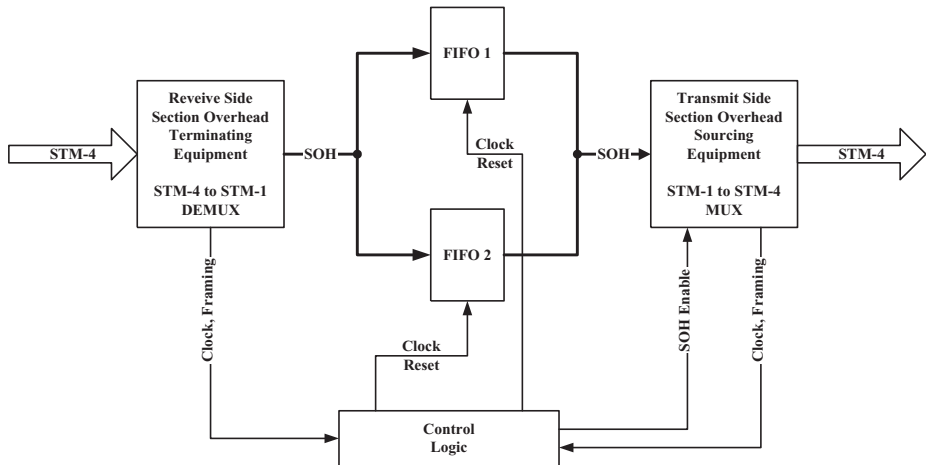 FIFO 1
Reveive Side
Section Overhead
Terminating
Equipment
STM-4 to STM-1
DEMUX
Transmit Side
Section Overhead
Sourcing
Equipment
STM-1 to STM-4
MUX
STM-4
SOH
Clock
Reset
SOH
STM-4
FIFO 2
Clock, Framing
SOH Enable
Clock, Framing
Clock
Reset
Control
Logic